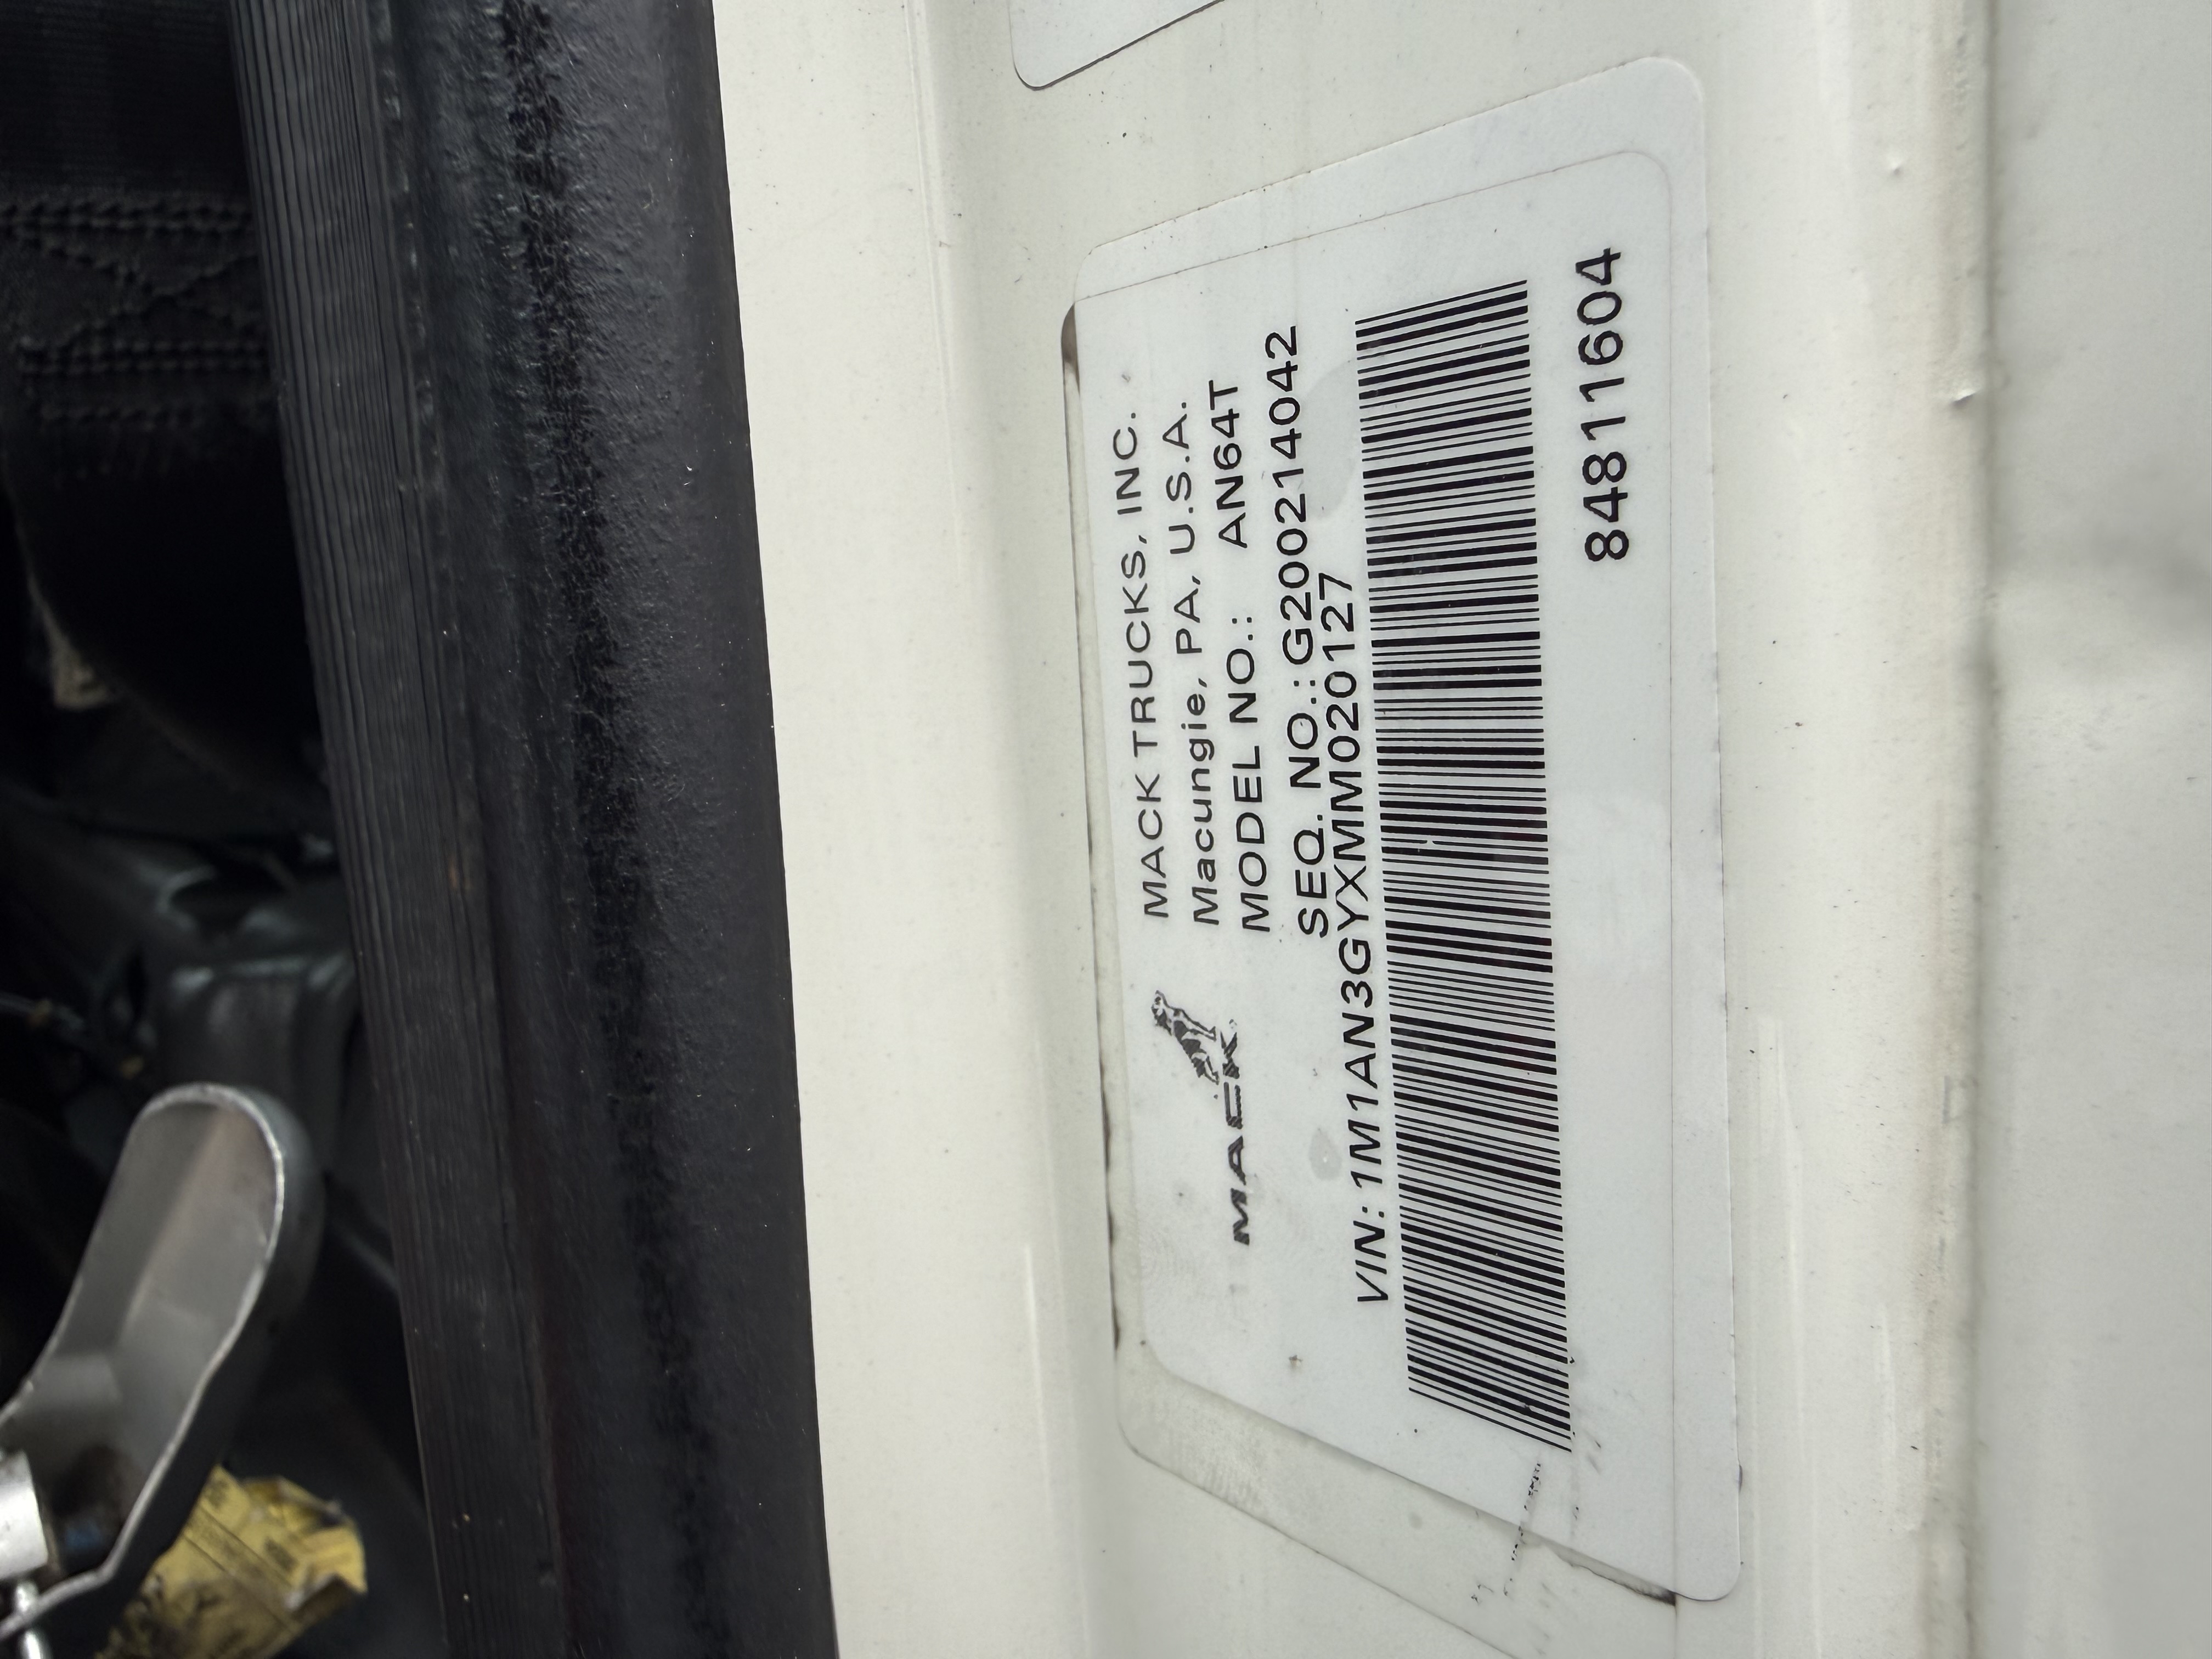 MACK TRUCKS, INC.
Macungie, PA, U.S.A.
MODEL NO.: AN64T
SEQ. NO.: G200214042
MACK
VIN: 1M1AN3GYXMM020127
84811604